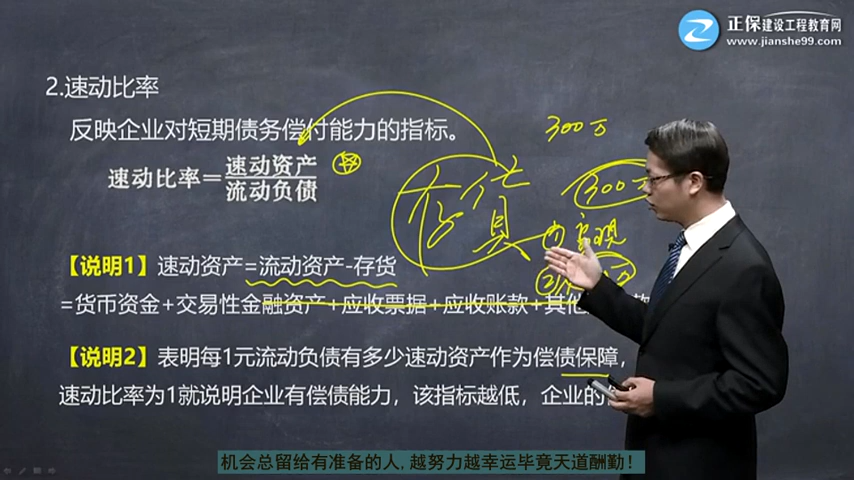 正保建设工程教育网
www.jianshe99.com
2.速动比率
反映企业对短期债务偿付能力的指标。
300万
速动比率=速动资产
流动负债
存货
300万
①客观
②
【说明1】速动资产=流动资产-存货
=货币资金+交易性金融资产+应收票据+应收账款+其他
【说明2】表明每1元流动负债有多少速动资产作为偿债保障，
速动比率为1就说明企业有偿债能力，该指标越低，企业的
机会总留给有准备的人,越努力越幸运毕竟天道酬勤！